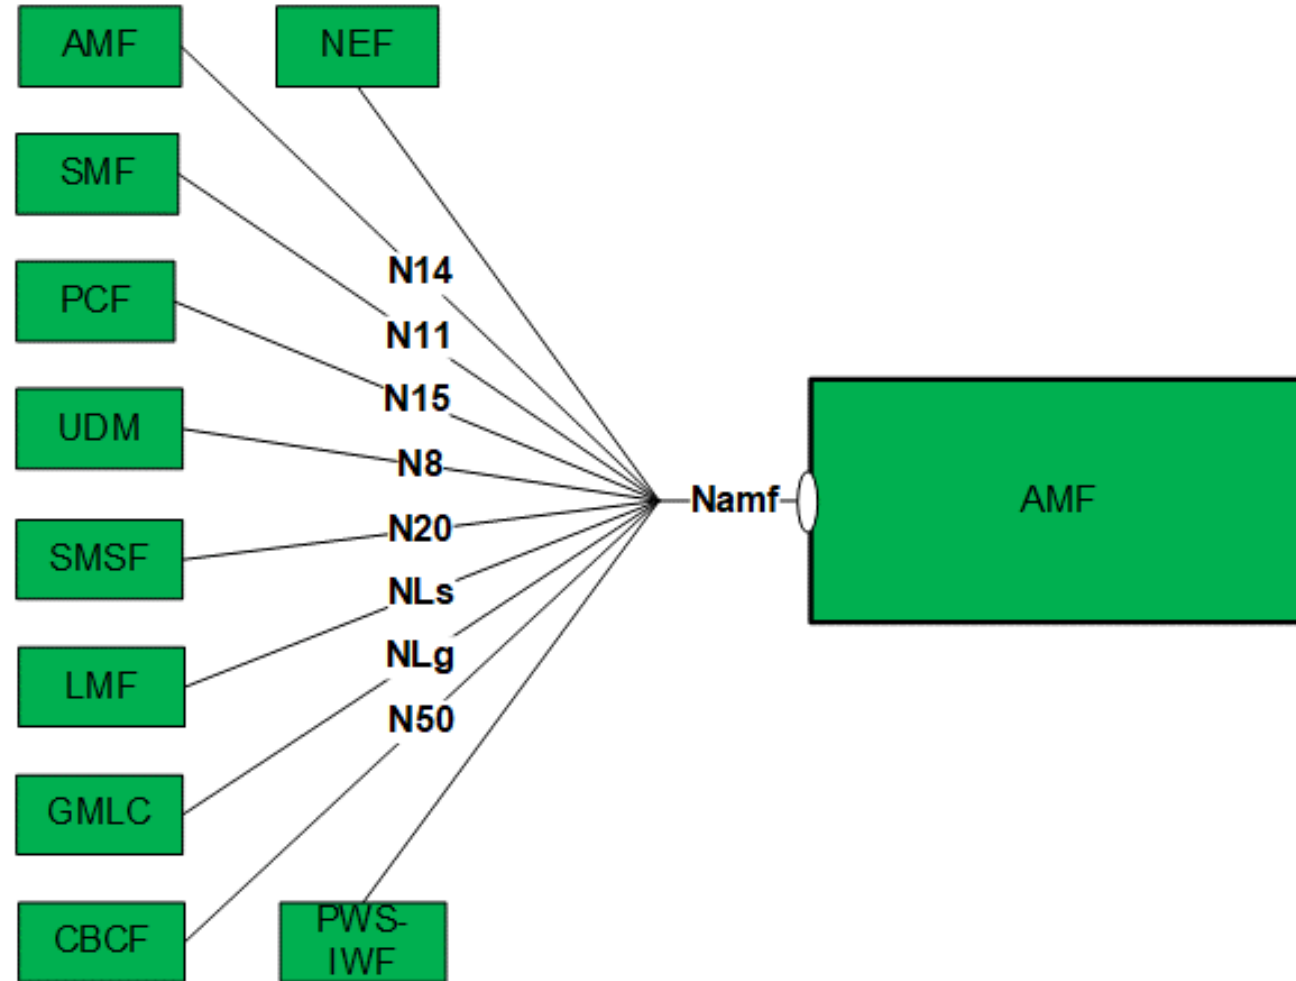 AMF
NEF
SMF
N14
PCF
N11
N15
UDM
N8
Namf
AMF
SMSF
N20
NLs
LMF
NLg
N50
GMLC
CBCF
PWS-
IWF